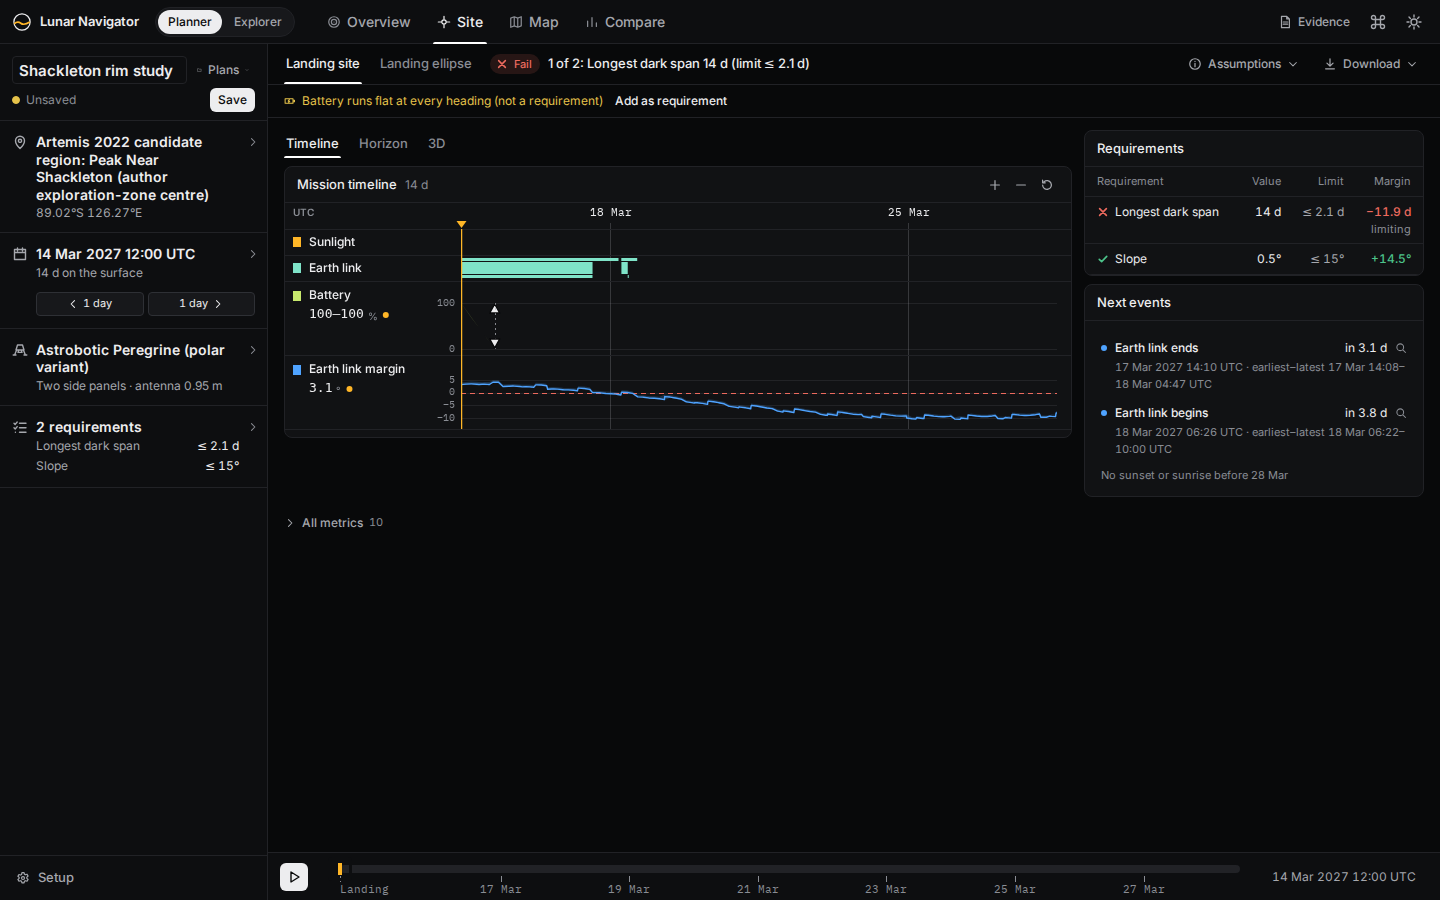 Lunar Navigator
Planner
Explorer
Overview
Site
Map
Compare
Evidence
Shackleton rim study
Plans
Unsaved
Save
Artemis 2022 candidate
region: Peak Near
Shackleton (author
exploration-zone centre)
89.02°S 126.27°E
14 Mar 2027 12:00 UTC
14 d on the surface
1 day
1 day
Astrobotic Peregrine (polar
variant)
Two side panels · antenna 0.95 m
2 requirements
Longest dark span ≤ 2.1 d
Slope ≤ 15°
Setup
Landing site
Landing ellipse
Fail
1 of 2: Longest dark span 14 d (limit ≤ 2.1 d)
Assumptions
Download
Battery runs flat at every heading (not a requirement)
Add as requirement
Timeline
Horizon
3D
Mission timeline 14 d
UTC
18 Mar
25 Mar
Sunlight
Earth link
Battery
100–100 %
100
0
Earth link margin
3.1 °
5
0
−5
−10
All metrics 10
Requirements
Requirement Value Limit Margin
Longest dark span 14 d ≤ 2.1 d −11.9 d
limiting
Slope 0.5° ≤ 15° +14.5°
Next events
Earth link ends in 3.1 d
17 Mar 2027 14:10 UTC · earliest–latest 17 Mar 14:08–
18 Mar 04:47 UTC
Earth link begins in 3.8 d
18 Mar 2027 06:26 UTC · earliest–latest 18 Mar 06:22–
10:00 UTC
No sunset or sunrise before 28 Mar
Landing
17 Mar
19 Mar
21 Mar
23 Mar
25 Mar
27 Mar
14 Mar 2027 12:00 UTC